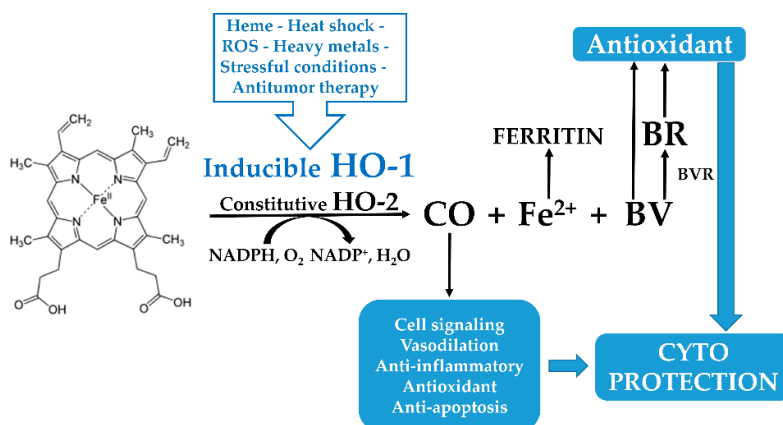 Heme - Heat shock -
ROS - Heavy metals -
Stressful conditions -
Antitumor therapy
Antioxidant
CH₂
CH₃
CH₂
H₃C
N
N
Feᴵᴵ
N
N
H₃C
CH₃
O
OH
O
OH
Inducible HO-1
Constitutive HO-2
NADPH, O₂ NADP⁺, H₂O
FERRITIN
BR
BVR
CO + Fe²⁺ + BV
Cell signaling
Vasodilation
Anti-inflammatory
Antioxidant
Anti-apoptosis
CYTO
PROTECTION